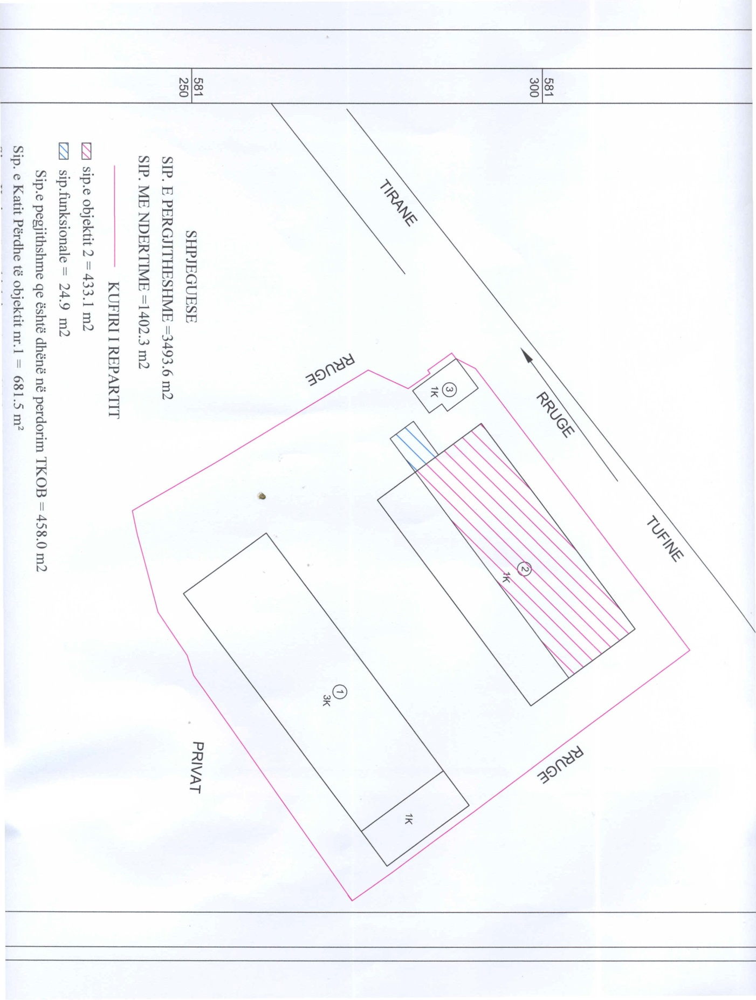 581
300
581
250
TIRANE
RRUGE
TUFINE
RRUGE
3
1K
2
1K
1
3K
1K
RRUGE
PRIVAT
SHPJEGUESE
SIP. E PERGJITHESHME =3493.6 m2
SIP. ME NDERTIME =1402.3 m2
KUFIRI I REPARTIT
sip.e objektit 2 = 433.1 m2
sip.funksionale = 24.9 m2
Sip.e pegjithshme qe është dhënë në perdorim TKOB = 458.0 m2
Sip. e Katit Përdhe të objektit nr.1 = 681.5 m²